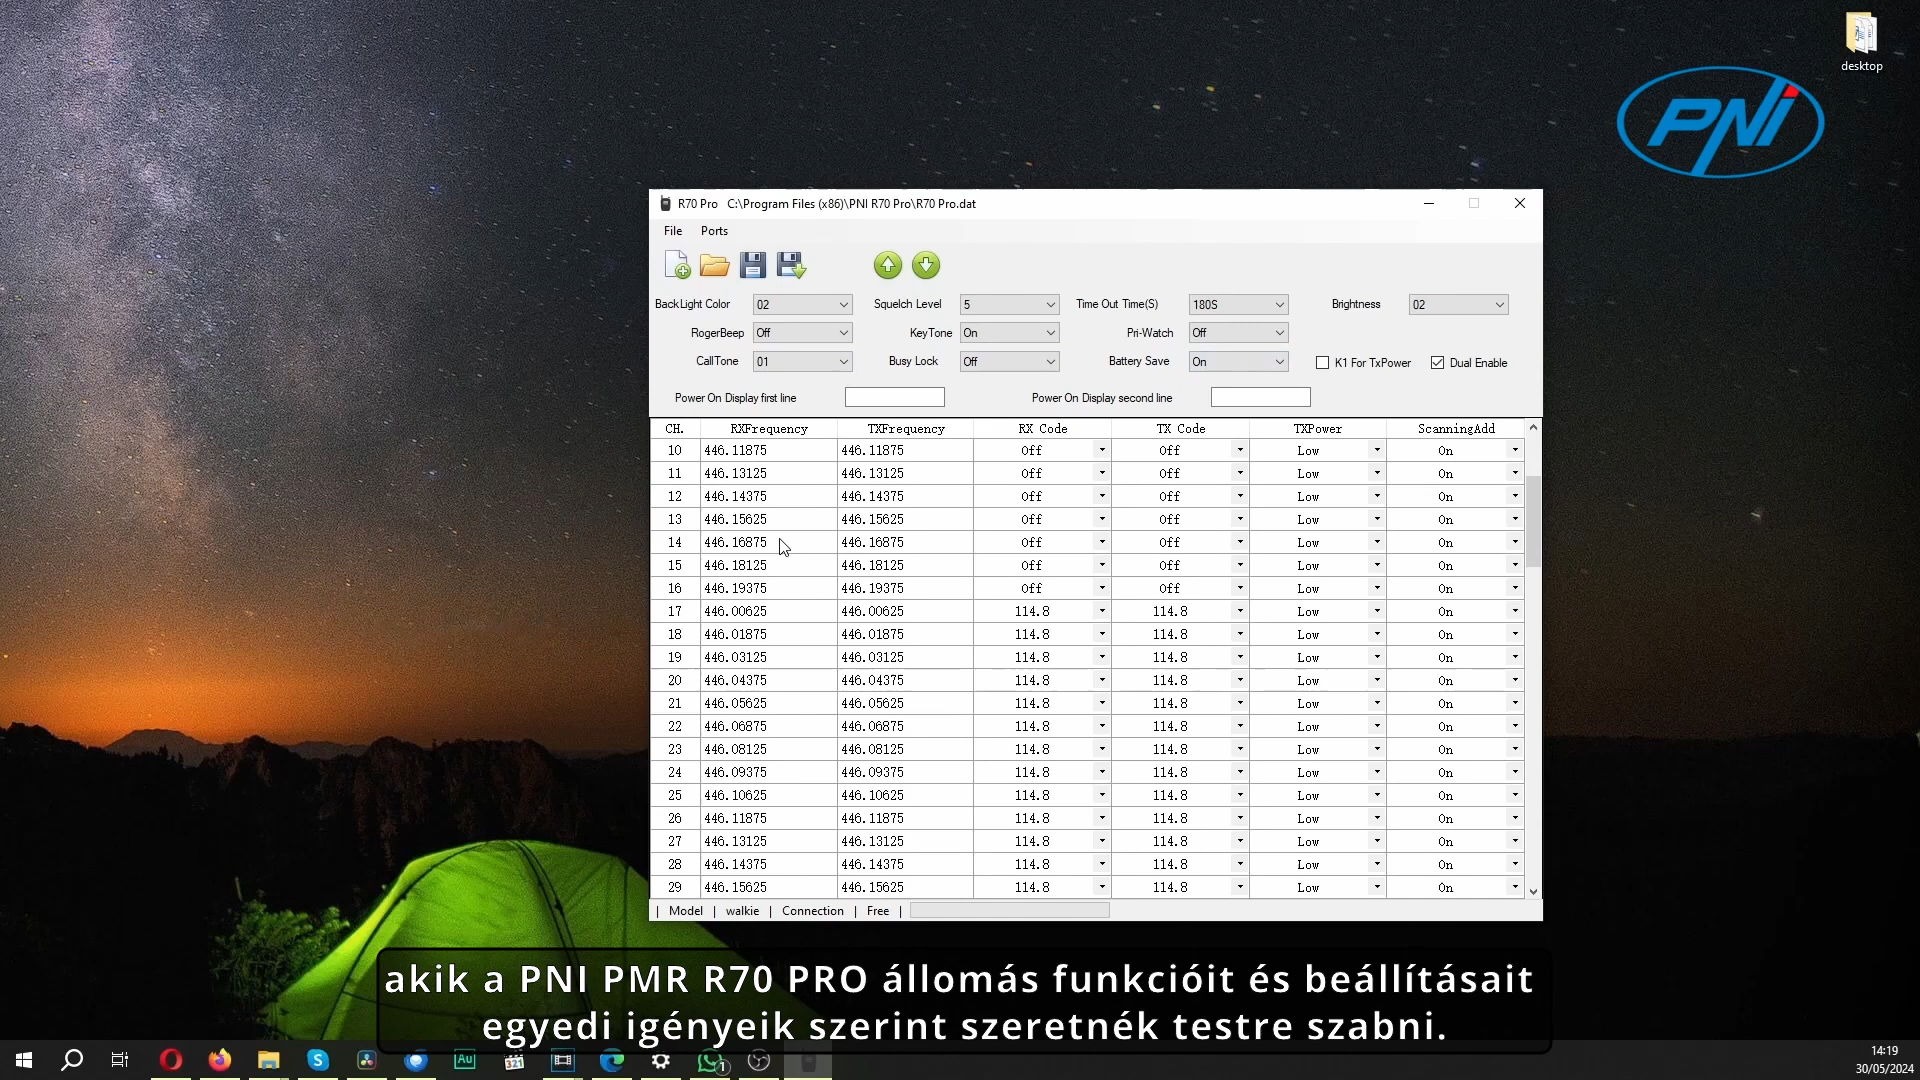 desktop
PNI
R70 Pro C:\Program Files (x86)\PNI R70 Pro\R70 Pro.dat
File Ports
BackLight Color 02 Squelch Level 5 Time Out Time(S) 180S Brightness 02
RogerBeep Off KeyTone On Pri-Watch Off
CallTone 01 Busy Lock Off Battery Save On K1 For TxPower Dual Enable
Power On Display first line Power On Display second line
CH. RXFrequency TXFrequency RX Code TX Code TXPower ScanningAdd
10 446.11875 446.11875 Off Off Low On
11 446.13125 446.13125 Off Off Low On
12 446.14375 446.14375 Off Off Low On
13 446.15625 446.15625 Off Off Low On
14 446.16875 446.16875 Off Off Low On
15 446.18125 446.18125 Off Off Low On
16 446.19375 446.19375 Off Off Low On
17 446.00625 446.00625 114.8 114.8 Low On
18 446.01875 446.01875 114.8 114.8 Low On
19 446.03125 446.03125 114.8 114.8 Low On
20 446.04375 446.04375 114.8 114.8 Low On
21 446.05625 446.05625 114.8 114.8 Low On
22 446.06875 446.06875 114.8 114.8 Low On
23 446.08125 446.08125 114.8 114.8 Low On
24 446.09375 446.09375 114.8 114.8 Low On
25 446.10625 446.10625 114.8 114.8 Low On
26 446.11875 446.11875 114.8 114.8 Low On
27 446.13125 446.13125 114.8 114.8 Low On
28 446.14375 446.14375 114.8 114.8 Low On
29 446.15625 446.15625 114.8 114.8 Low On
| Model | walkie | Connection | Free |
akik a PNI PMR R70 PRO állomás funkcióit és beállításait
egyedi igényeik szerint szeretnék testre szabni.
Au
321
1
14:19
30/05/2024